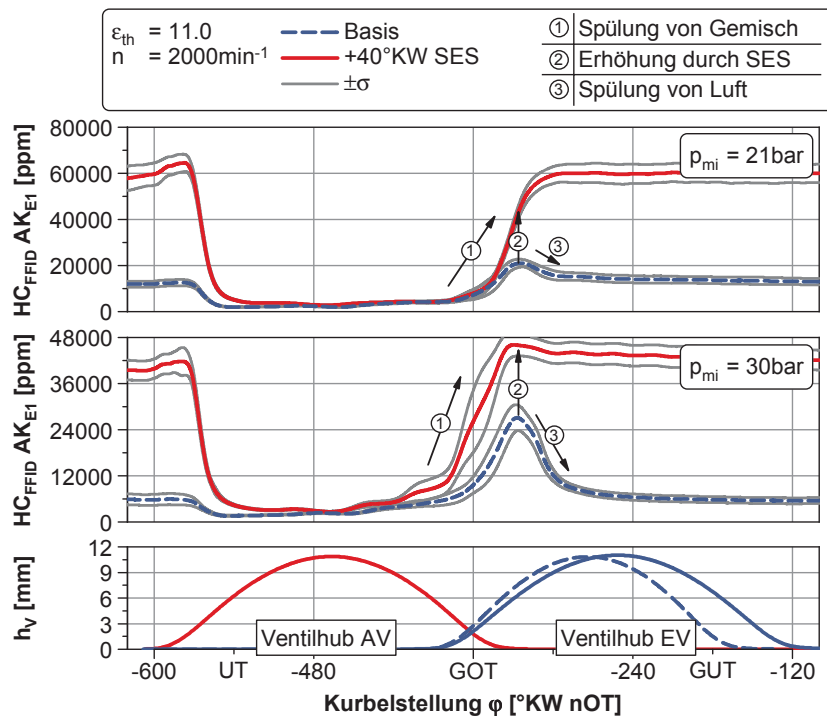 ε_th = 11.0
n = 2000min⁻¹
Basis
+40°KW SES
±σ
① Spülung von Gemisch
② Erhöhung durch SES
③ Spülung von Luft
HC_FFID AK_E1 [ppm]
80000
60000
40000
20000
0
p_mi = 21bar
①
②
③
HC_FFID AK_E1 [ppm]
48000
36000
24000
12000
0
p_mi = 30bar
①
②
③
h_V [mm]
12
9
6
3
0
Ventilhub AV
Ventilhub EV
-600 UT -480 GOT -240 GUT -120
Kurbelstellung φ [°KW nOT]